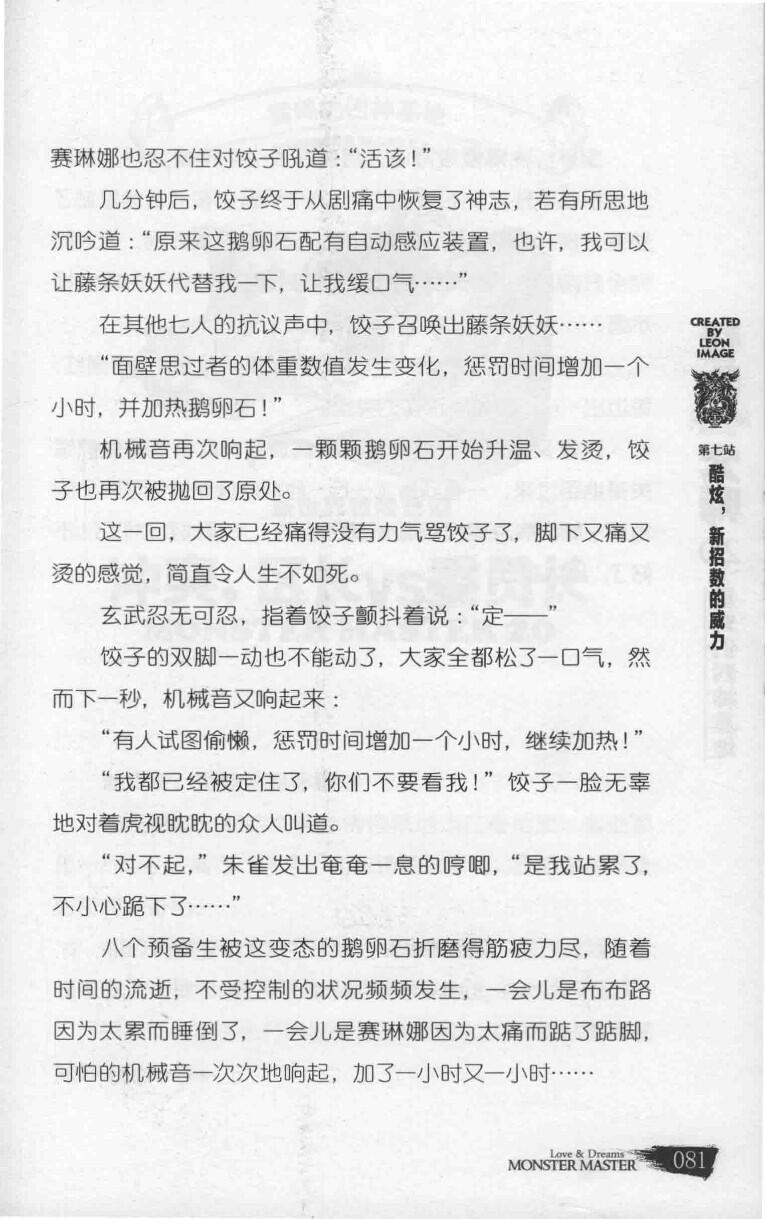 赛琳娜也忍不住对饺子吼道：“活该！”
几分钟后，饺子终于从剧痛中恢复了神志，若有所思地
沉吟道：“原来这鹅卵石配有自动感应装置，也许，我可以
让藤条妖妖代替我一下，让我缓口气……”
在其他七人的抗议声中，饺子召唤出藤条妖妖……
“面壁思过者的体重数值发生变化，惩罚时间增加一个
小时，并加热鹅卵石！”
机械音再次响起，一颗颗鹅卵石开始升温、发烫，饺
子也再次被抛回了原处。
这一回，大家已经痛得没有力气骂饺子了，脚下又痛又
烫的感觉，简直令人生不如死。
玄武忍无可忍，指着饺子颤抖着说：“定——”
饺子的双脚一动也不能动了，大家全都松了一口气，然
而下一秒，机械音又响起来：
“有人试图偷懒，惩罚时间增加一个小时，继续加热！”
“我都已经被定住了，你们不要看我！”饺子一脸无辜
地对着虎视眈眈的众人叫道。
“对不起，”朱雀发出奄奄一息的哼唧，“是我站累了，
不小心跪下了……”
八个预备生被这变态的鹅卵石折磨得筋疲力尽，随着
时间的流逝，不受控制的状况频频发生，一会儿是布布路
因为太累而睡倒了，一会儿是赛琳娜因为太痛而踮了踮脚，
可怕的机械音一次次地响起，加了一小时又一小时……
CREATED
BY
LEON
IMAGE
第七站
酷炫，新招数的威力
Love & Dreams
MONSTER MASTER
081